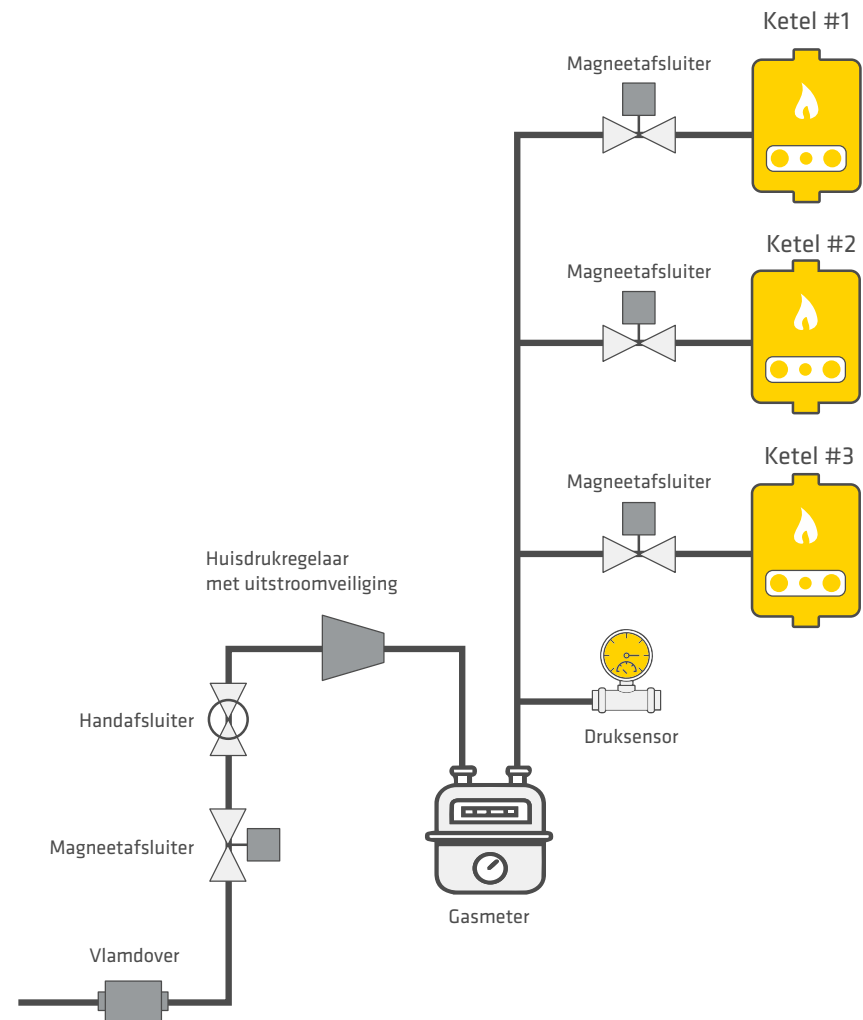 Ketel #1
Magneetafsluiter
Ketel #2
Magneetafsluiter
Ketel #3
Magneetafsluiter
Huisdrukregelaar
met uitstroomveiliging
Handafsluiter
Druksensor
Magneetafsluiter
Gasmeter
Vlamdover